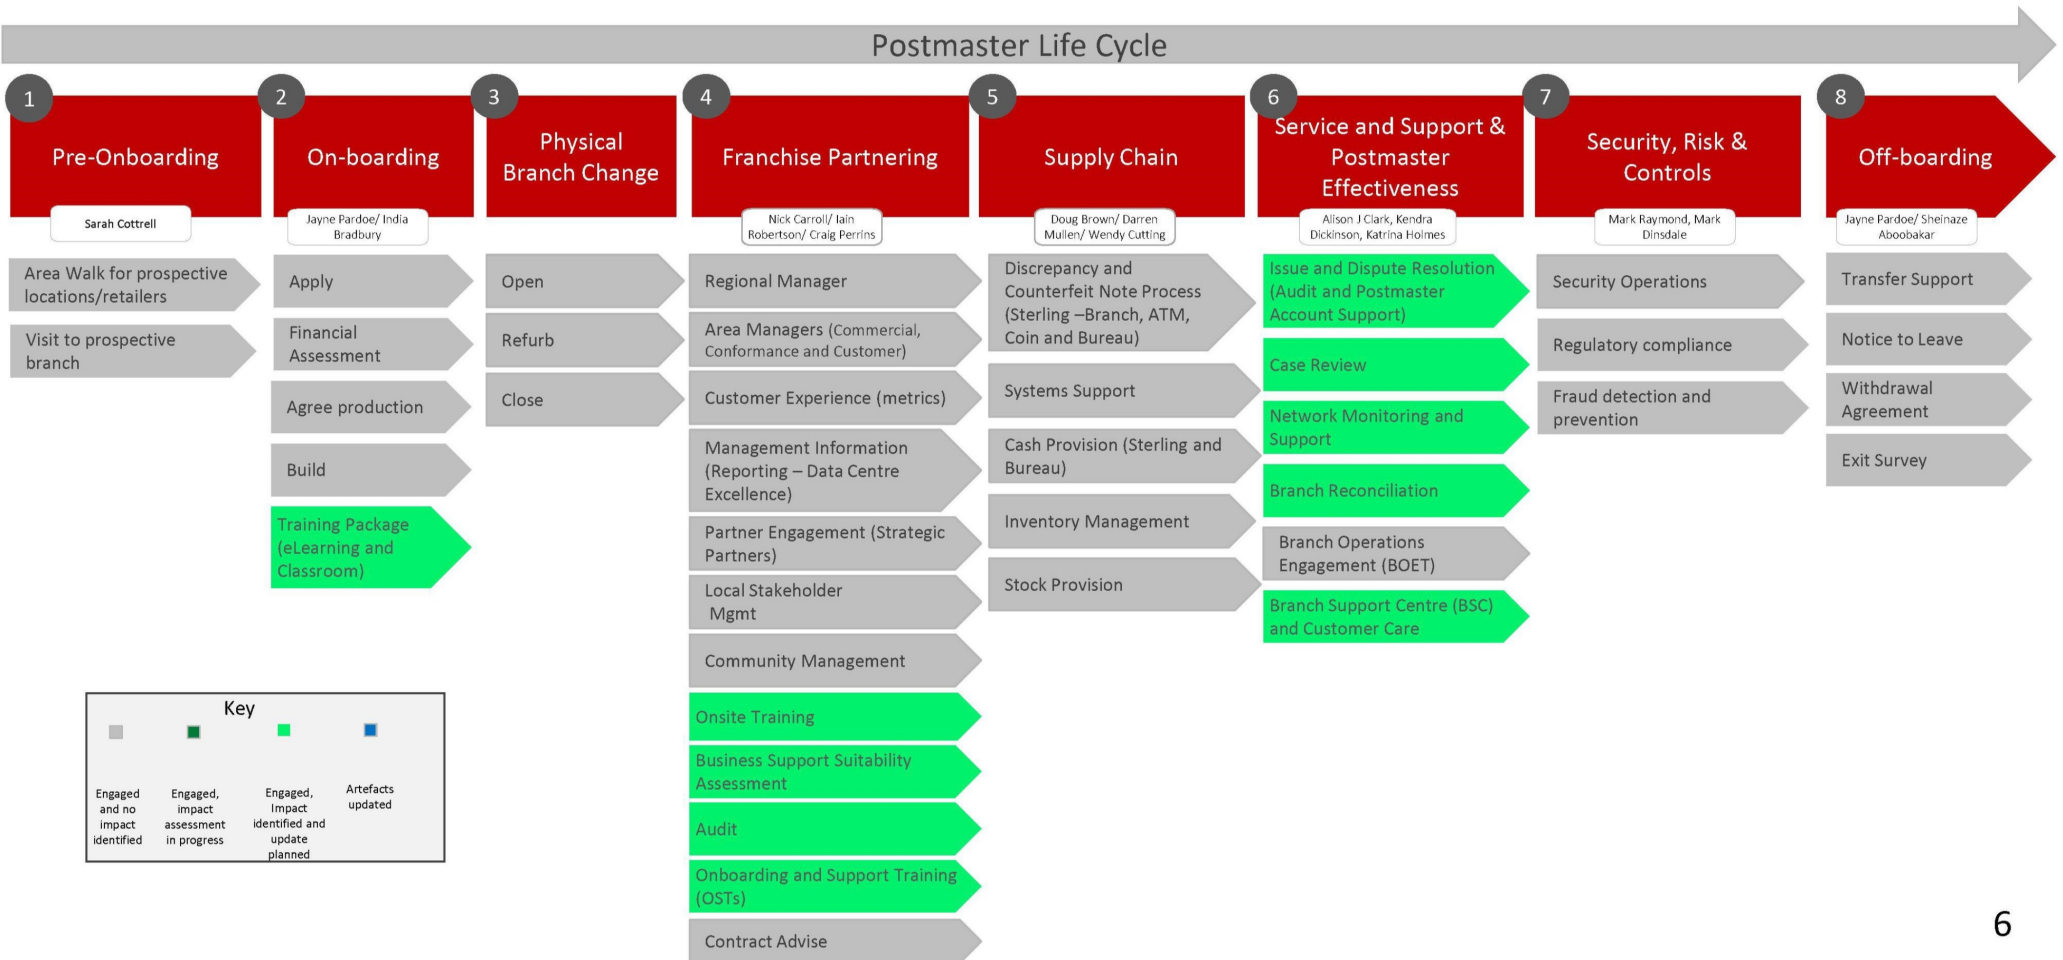 Postmaster Life Cycle
1
Pre-Onboarding
Sarah Cottrell
Area Walk for prospective
locations/retailers
Visit to prospective
branch
2
On-boarding
Jayne Pardoe/ India
Bradbury
Apply
Financial
Assessment
Agree production
Build
Training Package
(eLearning and
Classroom)
3
Physical
Branch Change
Open
Refurb
Close
4
Franchise Partnering
Nick Carroll/ Iain
Robertson/ Craig Perrins
Regional Manager
Area Managers (Commercial,
Conformance and Customer)
Customer Experience (metrics)
Management Information
(Reporting – Data Centre
Excellence)
Partner Engagement (Strategic
Partners)
Local Stakeholder
Mgmt
Community Management
Onsite Training
Business Support Suitability
Assessment
Audit
Onboarding and Support Training
(OSTs)
Contract Advise
5
Supply Chain
Doug Brown/ Darren
Mullen/ Wendy Cutting
Discrepancy and
Counterfeit Note Process
(Sterling –Branch, ATM,
Coin and Bureau)
Systems Support
Cash Provision (Sterling and
Bureau)
Inventory Management
Stock Provision
6
Service and Support &
Postmaster
Effectiveness
Alison J Clark, Kendra
Dickinson, Katrina Holmes
Issue and Dispute Resolution
(Audit and Postmaster
Account Support)
Case Review
Network Monitoring and
Support
Branch Reconciliation
Branch Operations
Engagement (BOET)
Branch Support Centre (BSC)
and Customer Care
7
Security, Risk &
Controls
Mark Raymond, Mark
Dinsdale
Security Operations
Regulatory compliance
Fraud detection and
prevention
8
Off-boarding
Jayne Pardoe/ Sheinaze
Aboobakar
Transfer Support
Notice to Leave
Withdrawal
Agreement
Exit Survey
Key
Engaged
and no
impact
identified
Engaged,
impact
assessment
in progress
Engaged,
Impact
identified and
update
planned
Artefacts
updated
6